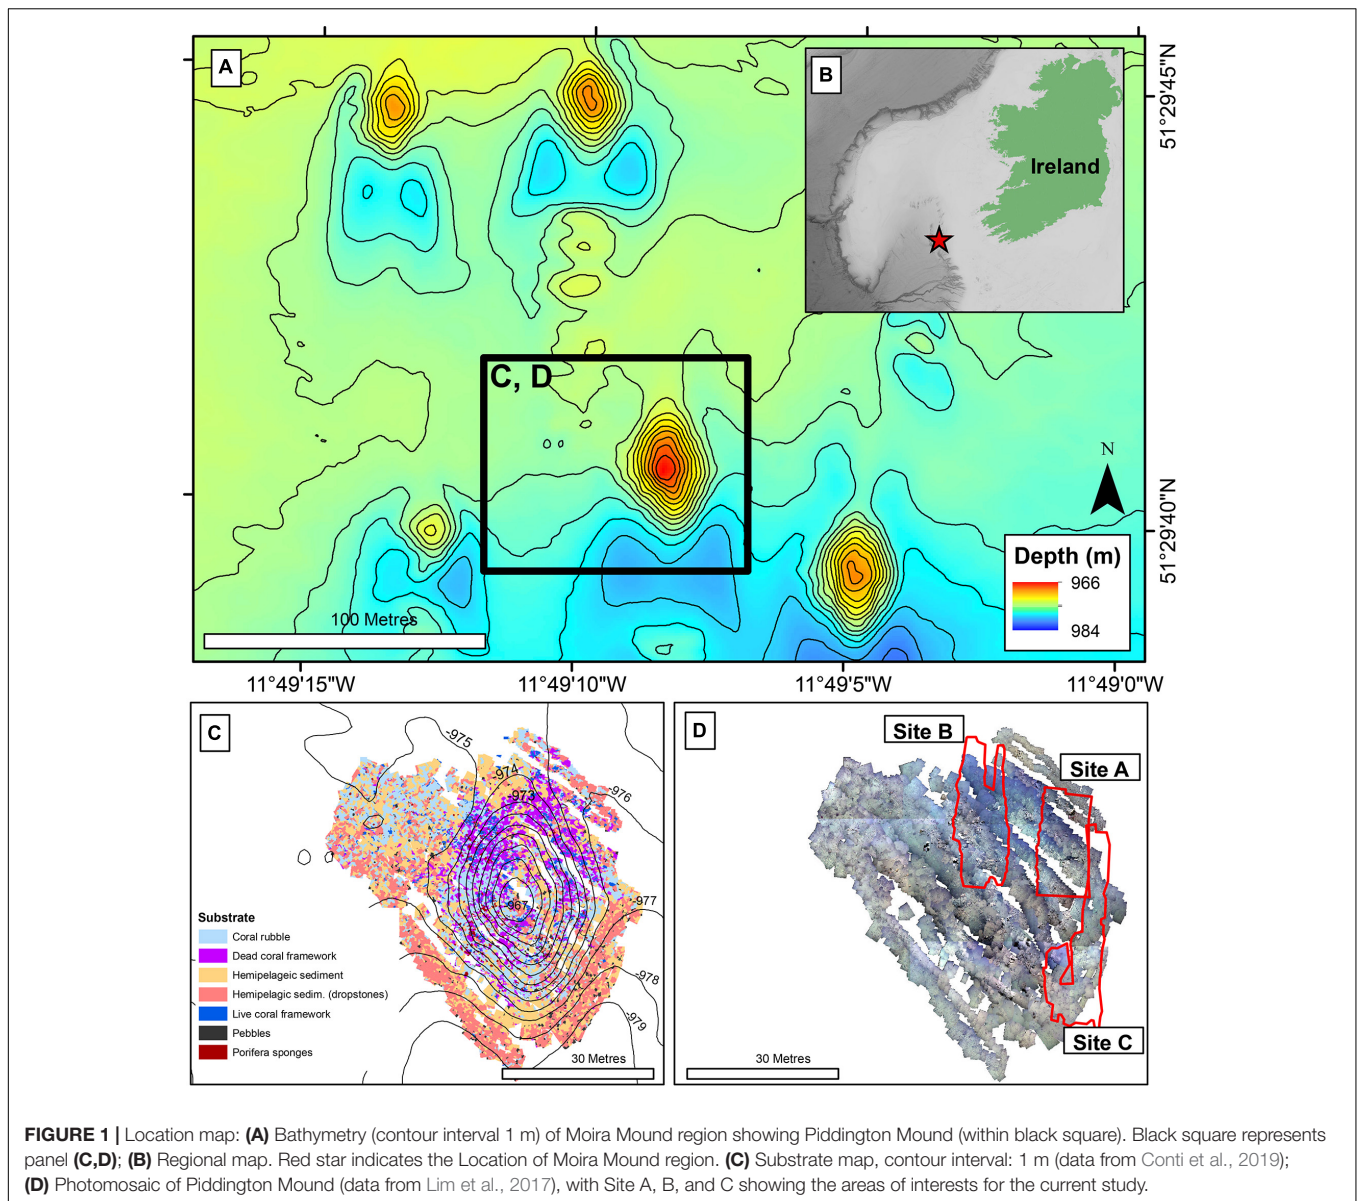 A
B
Ireland
C, D
N
Depth (m)
966
984
100 Metres
51°29'45"N
51°29'40"N
11°49'15"W
11°49'10"W
11°49'5"W
11°49'0"W
C
-975
-974
-973
-976
-967
-977
-978
-979
Substrate
Coral rubble
Dead coral framework
Hemipelageic sediment
Hemipelagic sedim. (dropstones)
Live coral framework
Pebbles
Porifera sponges
30 Metres
D
Site B
Site A
Site C
30 Metres
FIGURE 1 | Location map: (A) Bathymetry (contour interval 1 m) of Moira Mound region showing Piddington Mound (within black square). Black square represents
panel (C,D); (B) Regional map. Red star indicates the Location of Moira Mound region. (C) Substrate map, contour interval: 1 m (data from Conti et al., 2019);
(D) Photomosaic of Piddington Mound (data from Lim et al., 2017), with Site A, B, and C showing the areas of interests for the current study.